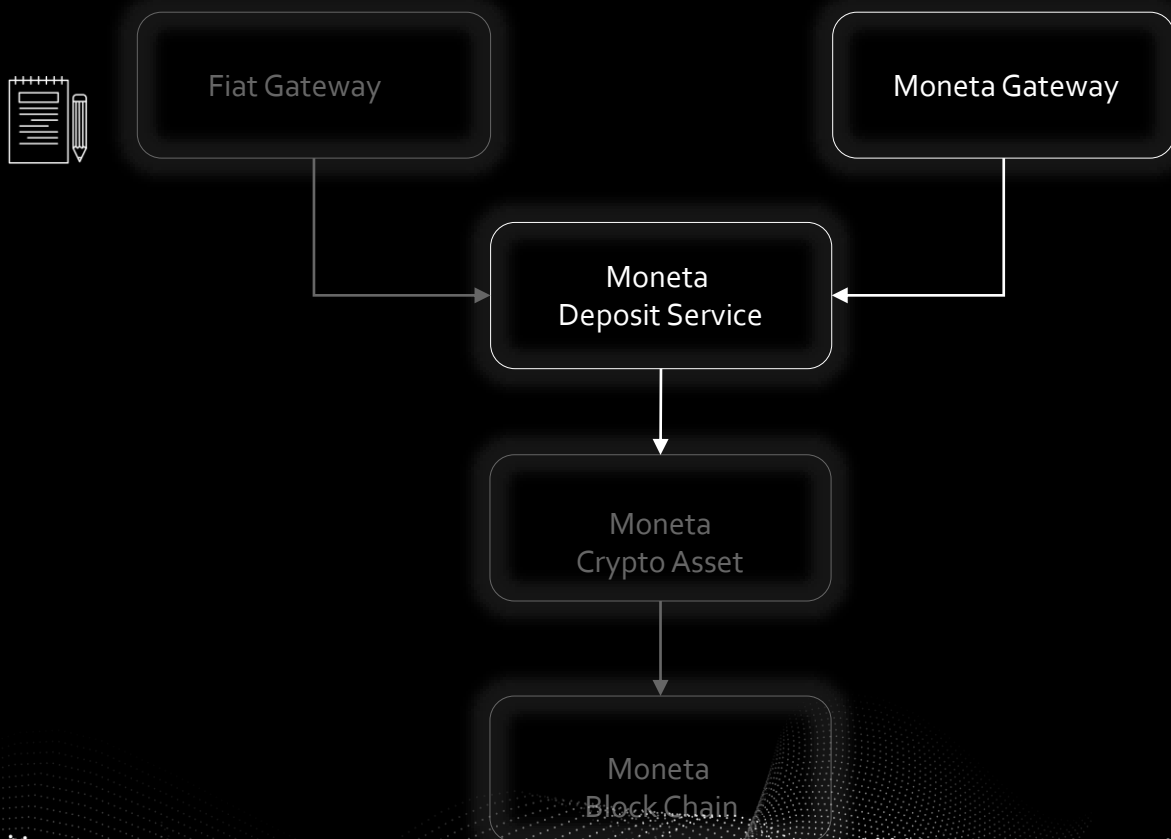 Fiat Gateway
Moneta Gateway
Moneta
Deposit Service
Moneta
Crypto Asset
Moneta
Block Chain